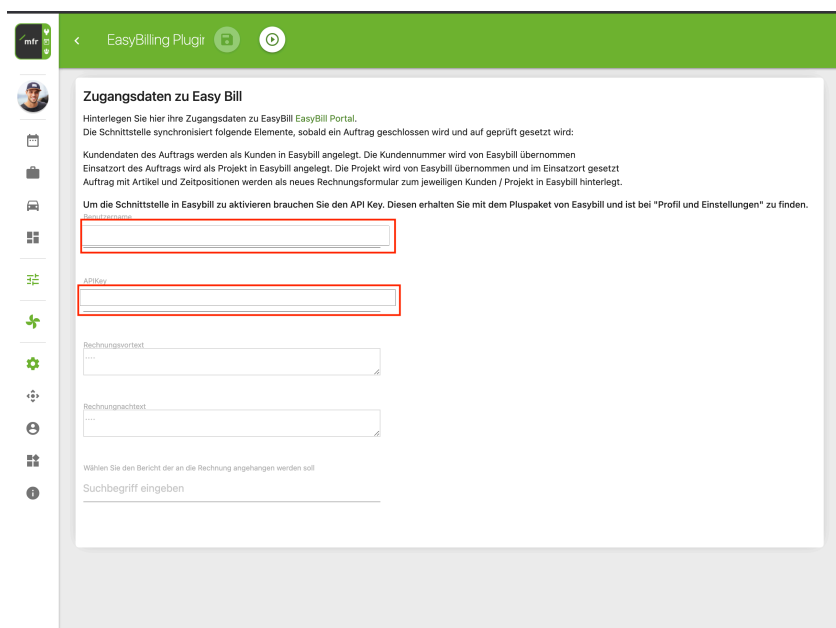 mfr
EasyBilling Plugin
Zugangsdaten zu Easy Bill
Hinterlegen Sie hier ihre Zugangsdaten zu EasyBill EasyBill Portal.
Die Schnittstelle synchronisiert folgende Elemente, sobald ein Auftrag geschlossen wird und auf geprüft gesetzt wird:
Kundendaten des Auftrags werden als Kunden in Easybill angelegt. Die Kundennummer wird von Easybill übernommen
Einsatzort des Auftrags wird als Projekt in Easybill angelegt. Die Projekt wird von Easybill übernommen und im Einsatzort gesetzt
Auftrag mit Artikel und Zeitpositionen werden als neues Rechnungsformular zum jeweiligen Kunden / Projekt in Easybill hinterlegt.
Um die Schnittstelle in Easybill zu aktivieren brauchen Sie den API Key. Diesen erhalten Sie mit dem Pluspaket von Easybill und ist bei "Profil und Einstellungen" zu finden.
Benutzername
APIKey
Rechnungsvortext
....
Rechnungnachtext
....
Wählen Sie den Bericht der an die Rechnung angehangen werden soll
Suchbegriff eingeben